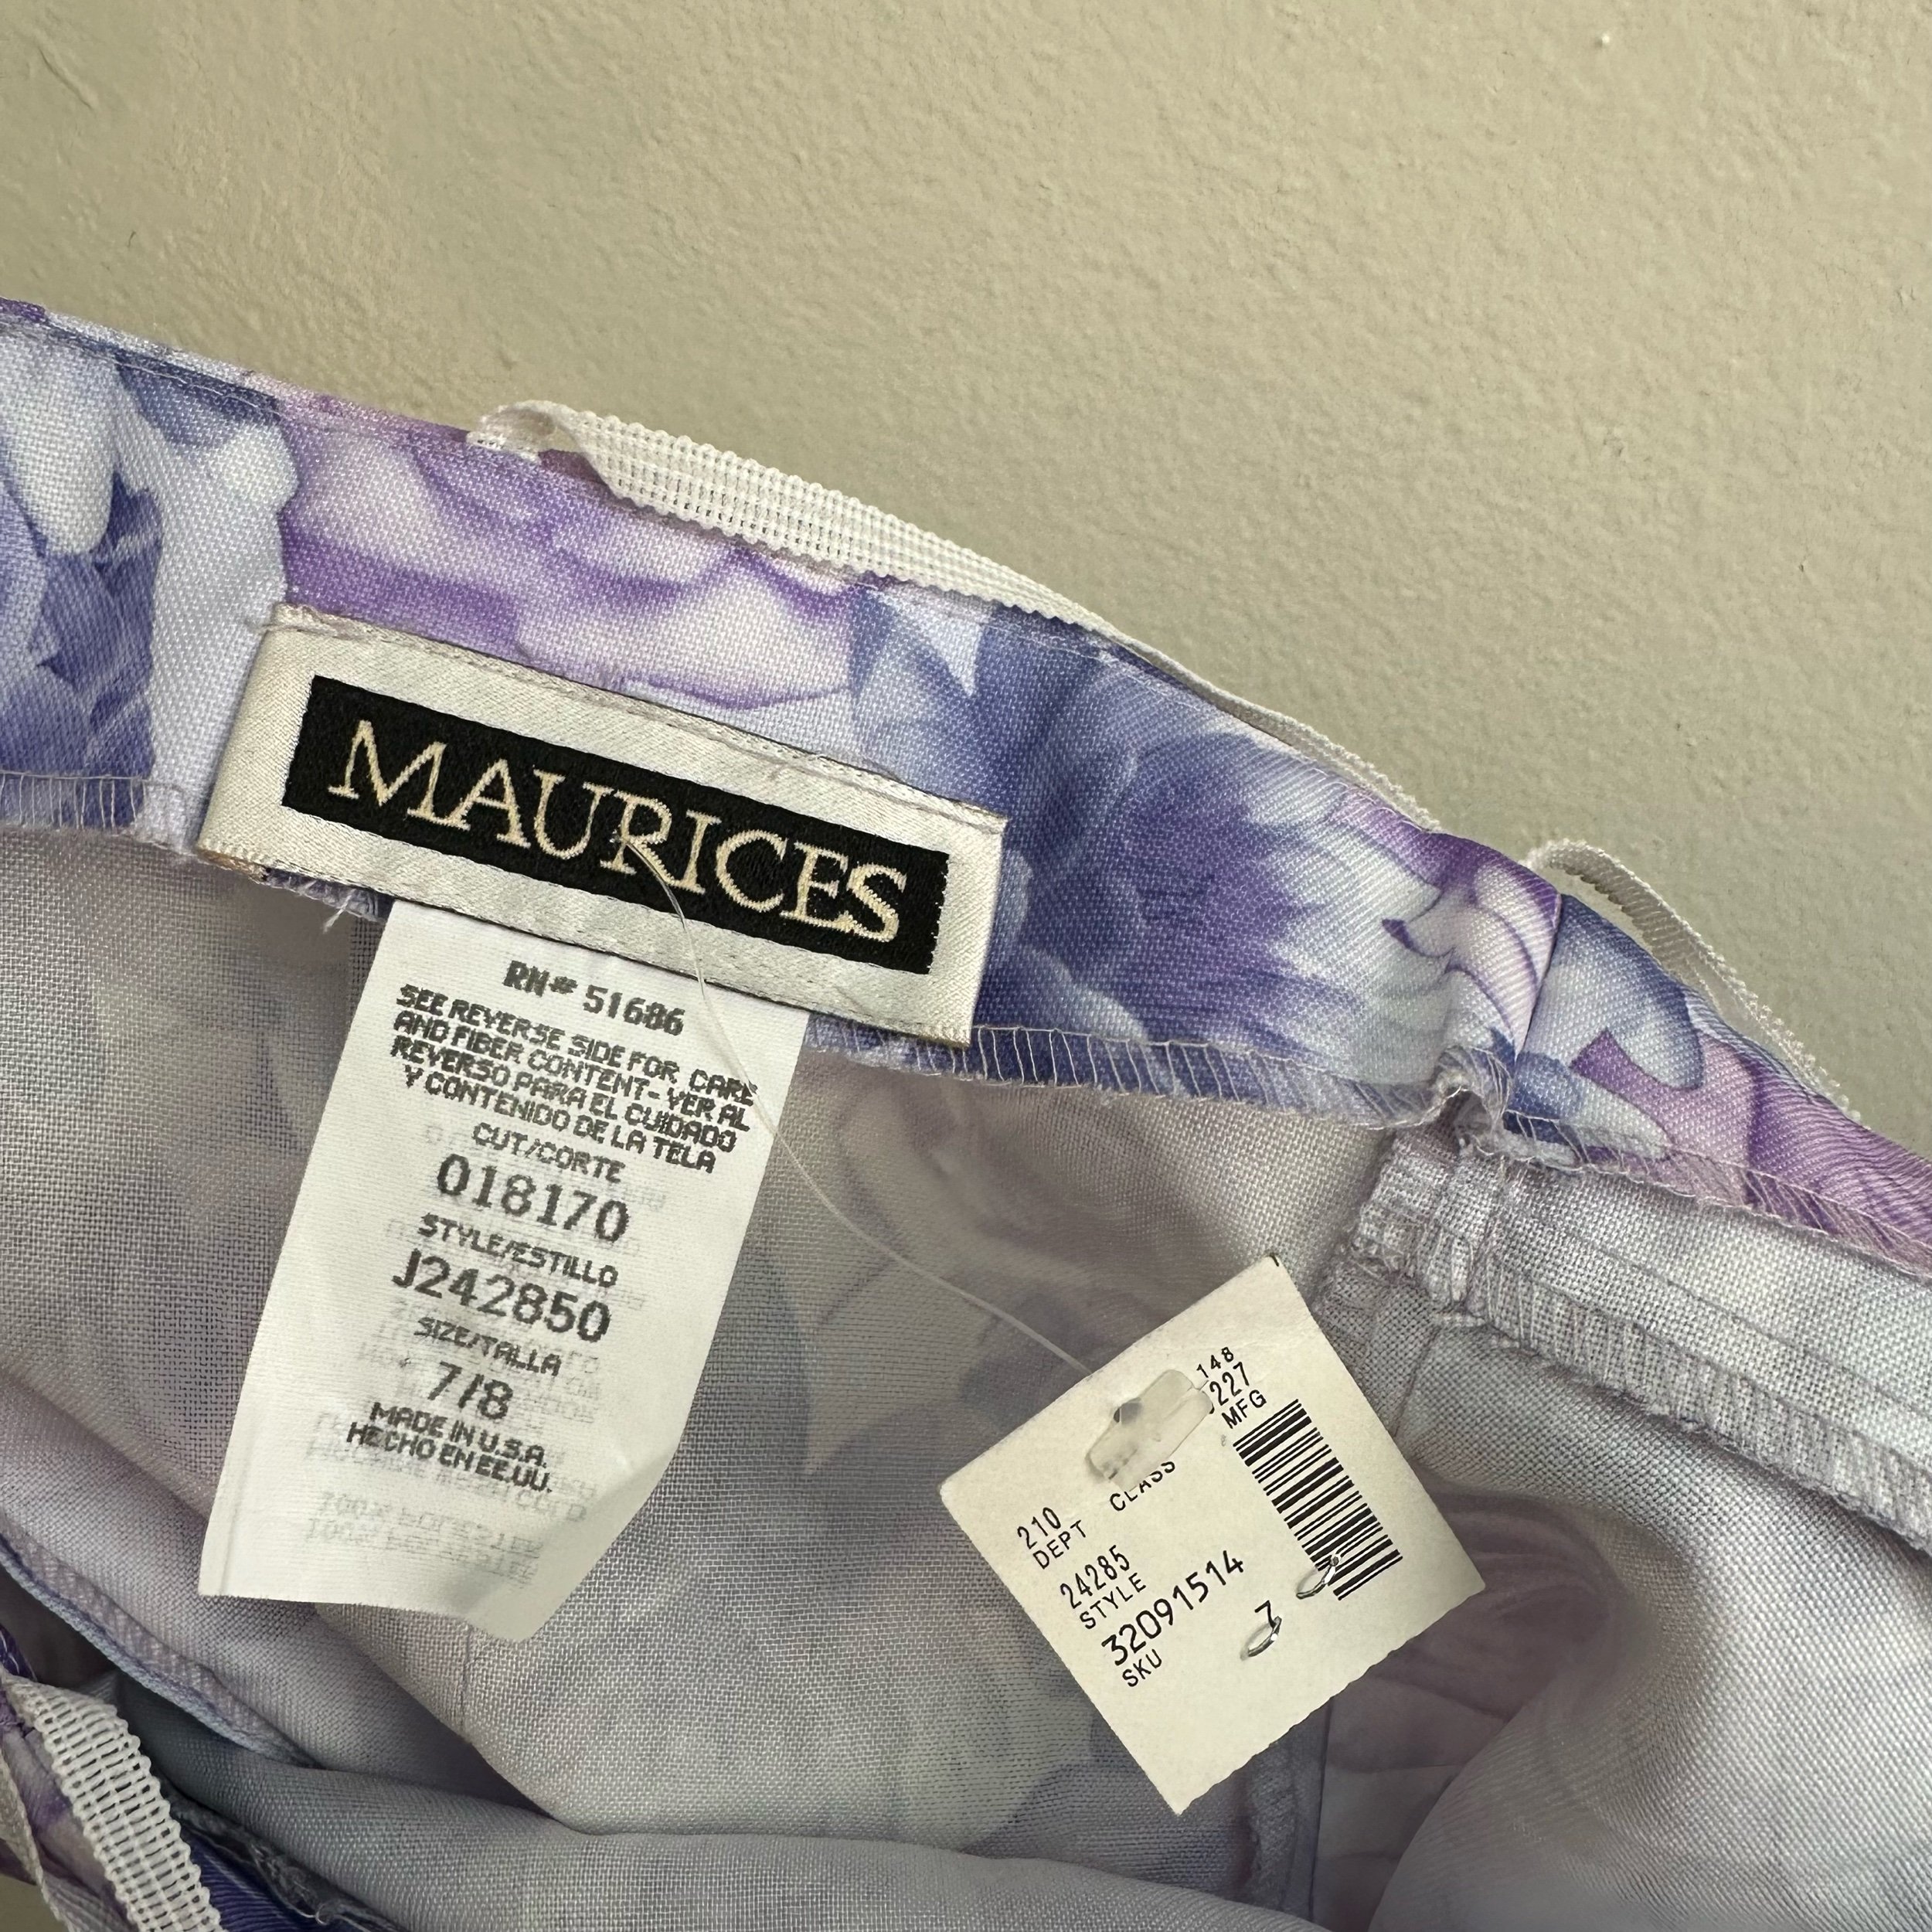 MAURICES
RN# 51686
SEE REVERSE SIDE FOR CARE
AND FIBER CONTENT- VER AL
REVERSO PARA EL CUIDADO
Y CONTENIDO DE LA TELA
CUT/CORTE
018170
STYLE/ESTILLO
J242850
SIZE/TALLA
7/8
MADE IN U.S.A.
HECHO EN EE.UU.
148
227
MFG
210
DEPT
CLASS
24285
STYLE
32091514
SKU
7